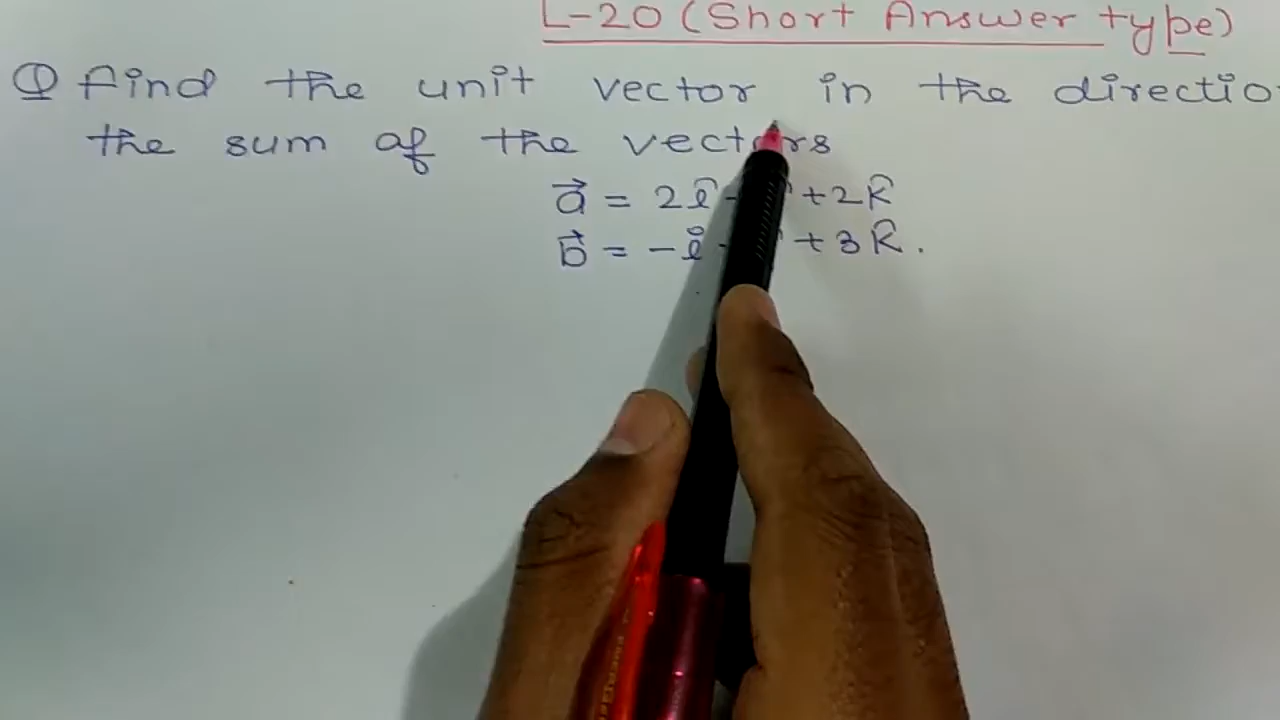 L-20 (Short Answer type)
Q find the unit vector in the directio
the sum of the vectors
a⃗ = 2î - +2k̂
b⃗ = -î - +3k̂.